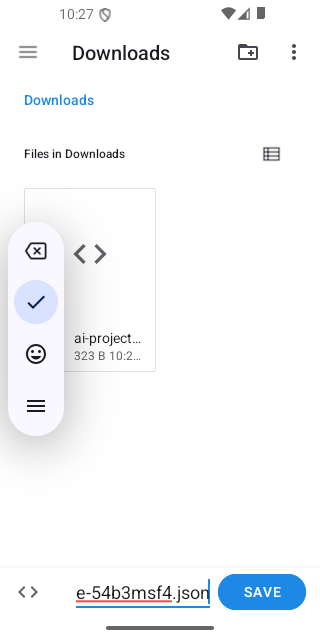 10:27
Downloads
Downloads
Files in Downloads
ai-project…
323 B 10:2…
e-54b3msf4.json
SAVE